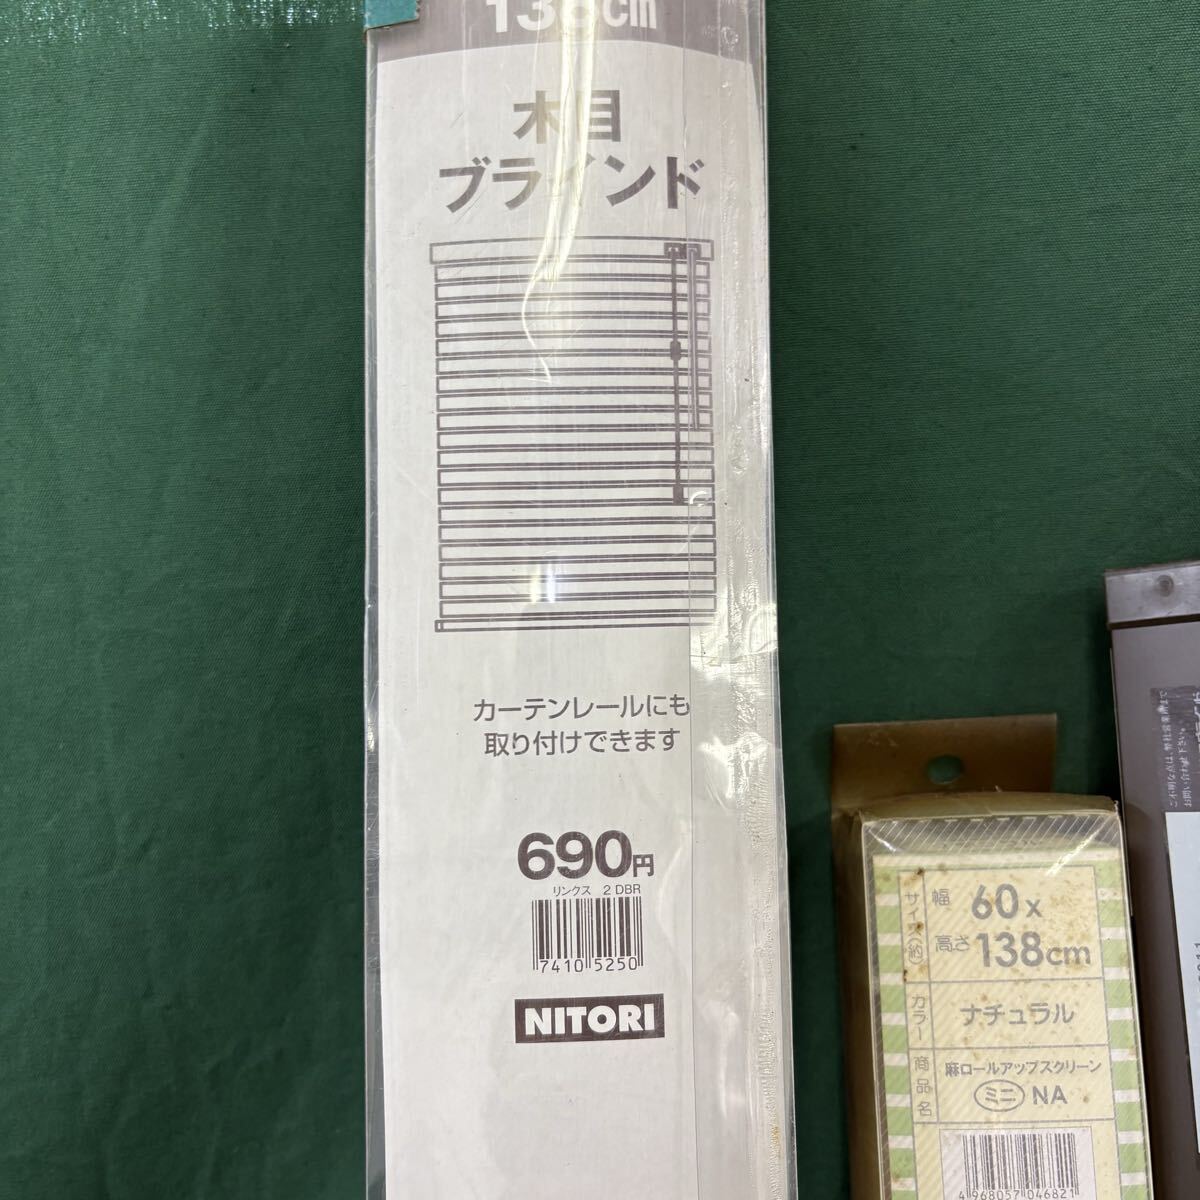 138cm
木目
ブラインド
カーテンレールにも
取り付けできます
690円
リンクス 2 DBR
7410 5250
NITORI
サイズ(約)
幅 60x
高さ 138cm
カラー
ナチュラル
商品名
麻ロールアップスクリーン
ミニ NA
4 968057 04682